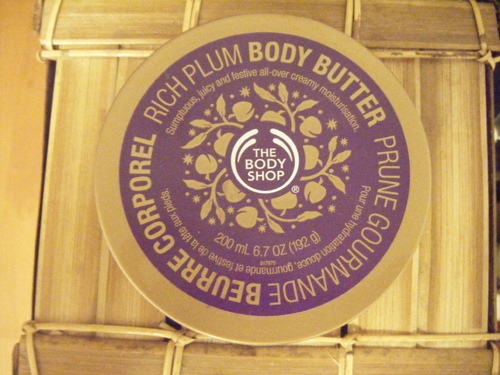 RICH PLUM BODY BUTTER
Sumptuous, juicy and festive all-over creamy moisturisation.
THE
BODY
SHOP
®
200 mL 6.7 OZ (192 g)
PRUNE GOURMANDE
BEURRE CORPOREL
Pour une hydratation douce, gourmande et festive de la tête aux pieds.